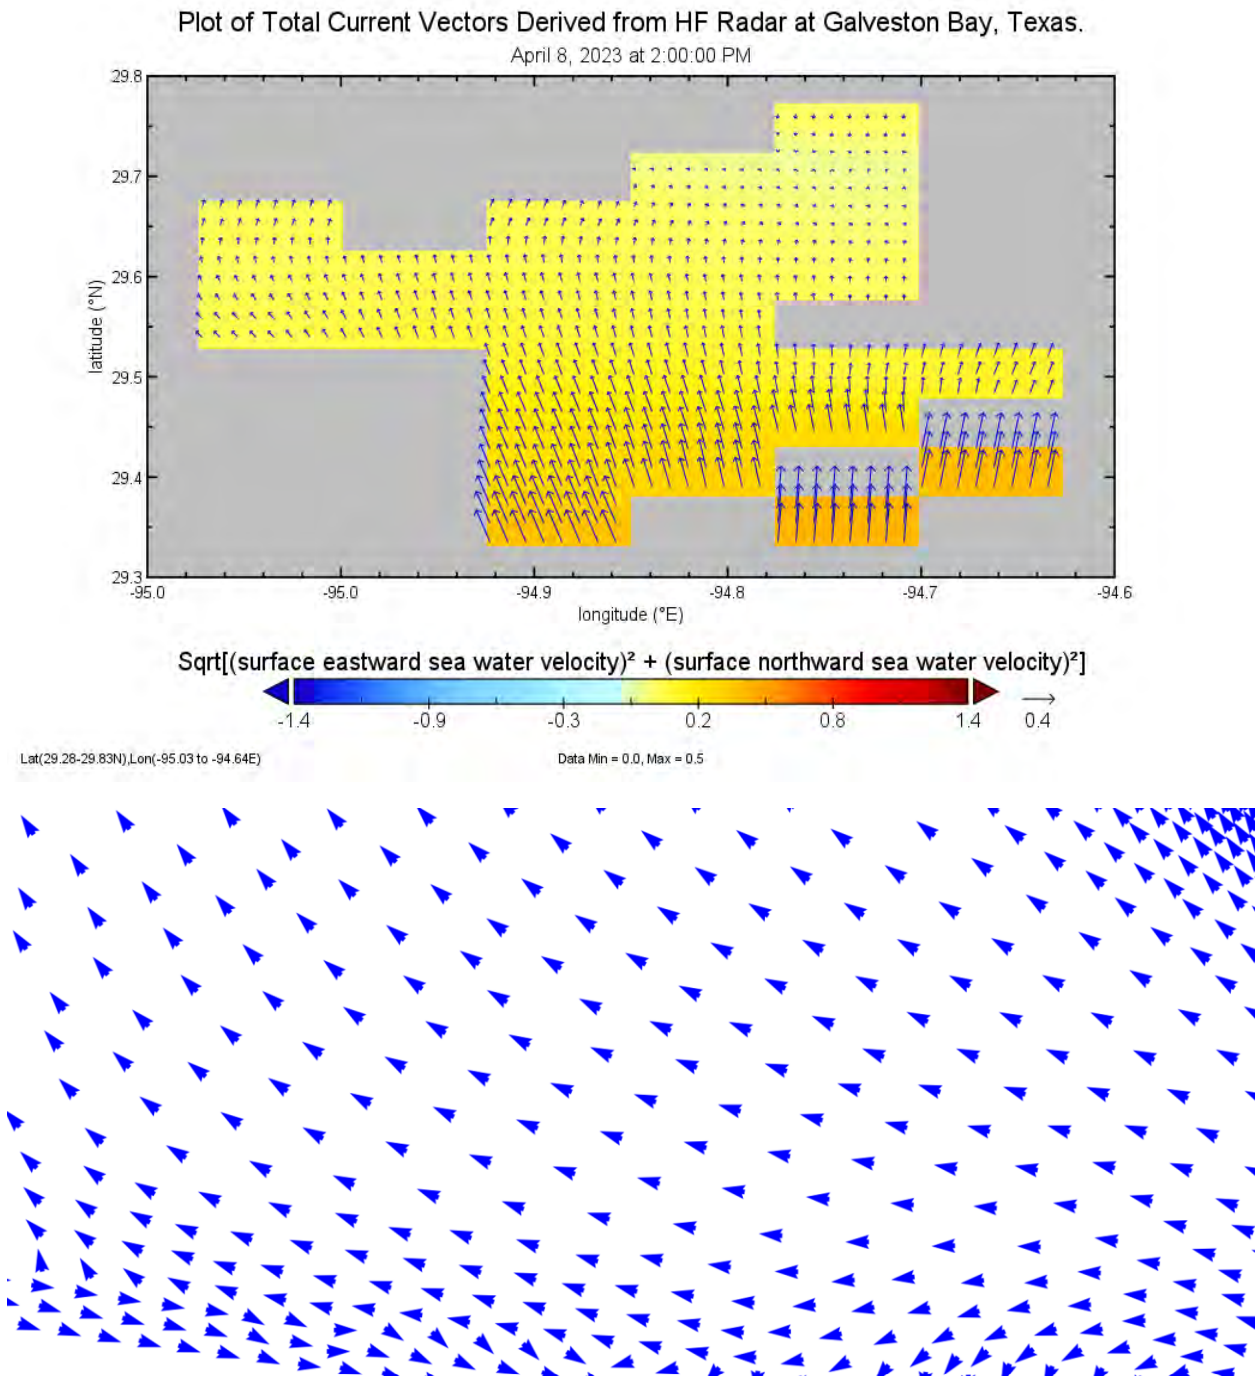 Plot of Total Current Vectors Derived from HF Radar at Galveston Bay, Texas.
April 8, 2023 at 2:00:00 PM
29.8
29.7
29.6
29.5
29.4
29.3
latitude (°N)
-95.0 -95.0 -94.9 -94.8 -94.7 -94.6
longitude (°E)
Sqrt[(surface eastward sea water velocity)² + (surface northward sea water velocity)²]
-1.4 -0.9 -0.3 0.2 0.8 1.4 0.4
Lat(29.28-29.83N),Lon(-95.03 to -94.64E) Data Min = 0.0, Max = 0.5